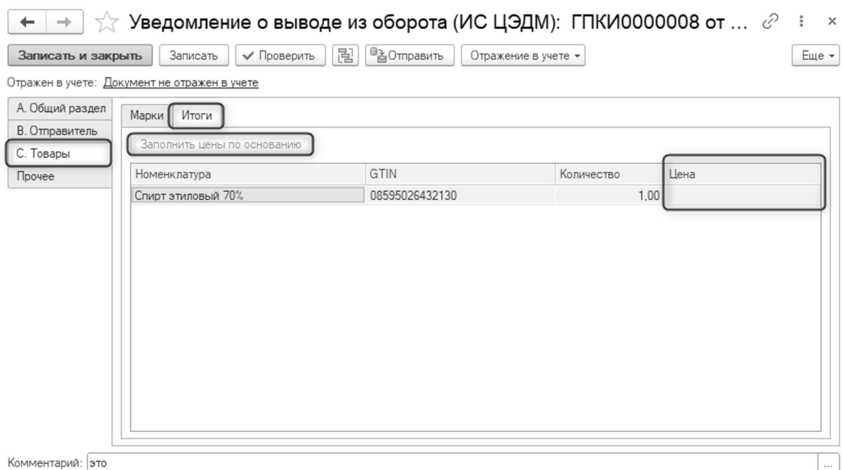 Уведомление о выводе из оборота (ИС ЦЭДМ): ГПКИ0000008 от ...
Записать и закрыть Записать Проверить Отправить Отражение в учете Еще
Отражен в учете: Документ не отражен в учете
А. Общий раздел
В. Отправитель
С. Товары
Прочее
Марки Итоги
Заполнить цены по основанию
Номенклатура GTIN Количество Цена
Спирт этиловый 70% 08595026432130 1,00
Комментарий: это ...